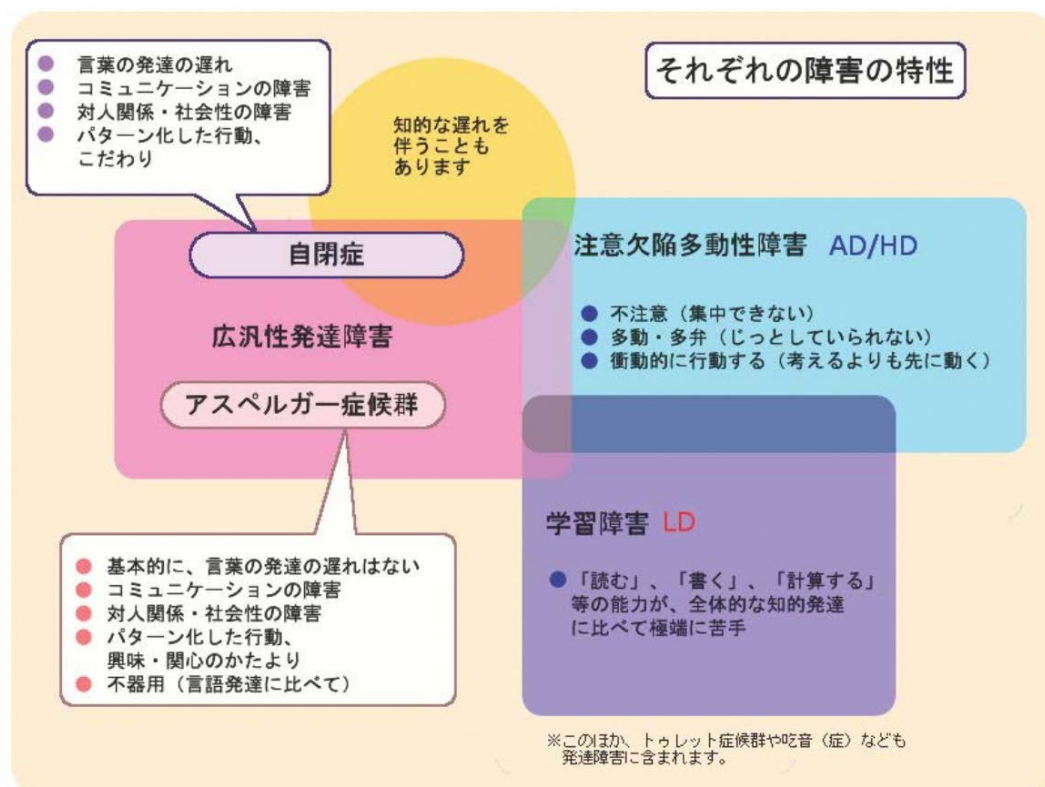 それぞれの障害の特性
● 言葉の発達の遅れ
● コミュニケーションの障害
● 対人関係・社会性の障害
● パターン化した行動、
こだわり
知的な遅れを
伴うことも
あります
自閉症
広汎性発達障害
アスペルガー症候群
● 基本的に、言葉の発達の遅れはない
● コミュニケーションの障害
● 対人関係・社会性の障害
● パターン化した行動、
興味・関心のかたより
● 不器用（言語発達に比べて）
注意欠陥多動性障害 AD/HD
● 不注意（集中できない）
● 多動・多弁（じっとしていられない）
● 衝動的に行動する（考えるよりも先に動く）
学習障害 LD
● 「読む」、「書く」、「計算する」
等の能力が、全体的な知的発達
に比べて極端に苦手
※このほか、トゥレット症候群や吃音（症）なども
発達障害に含まれます。